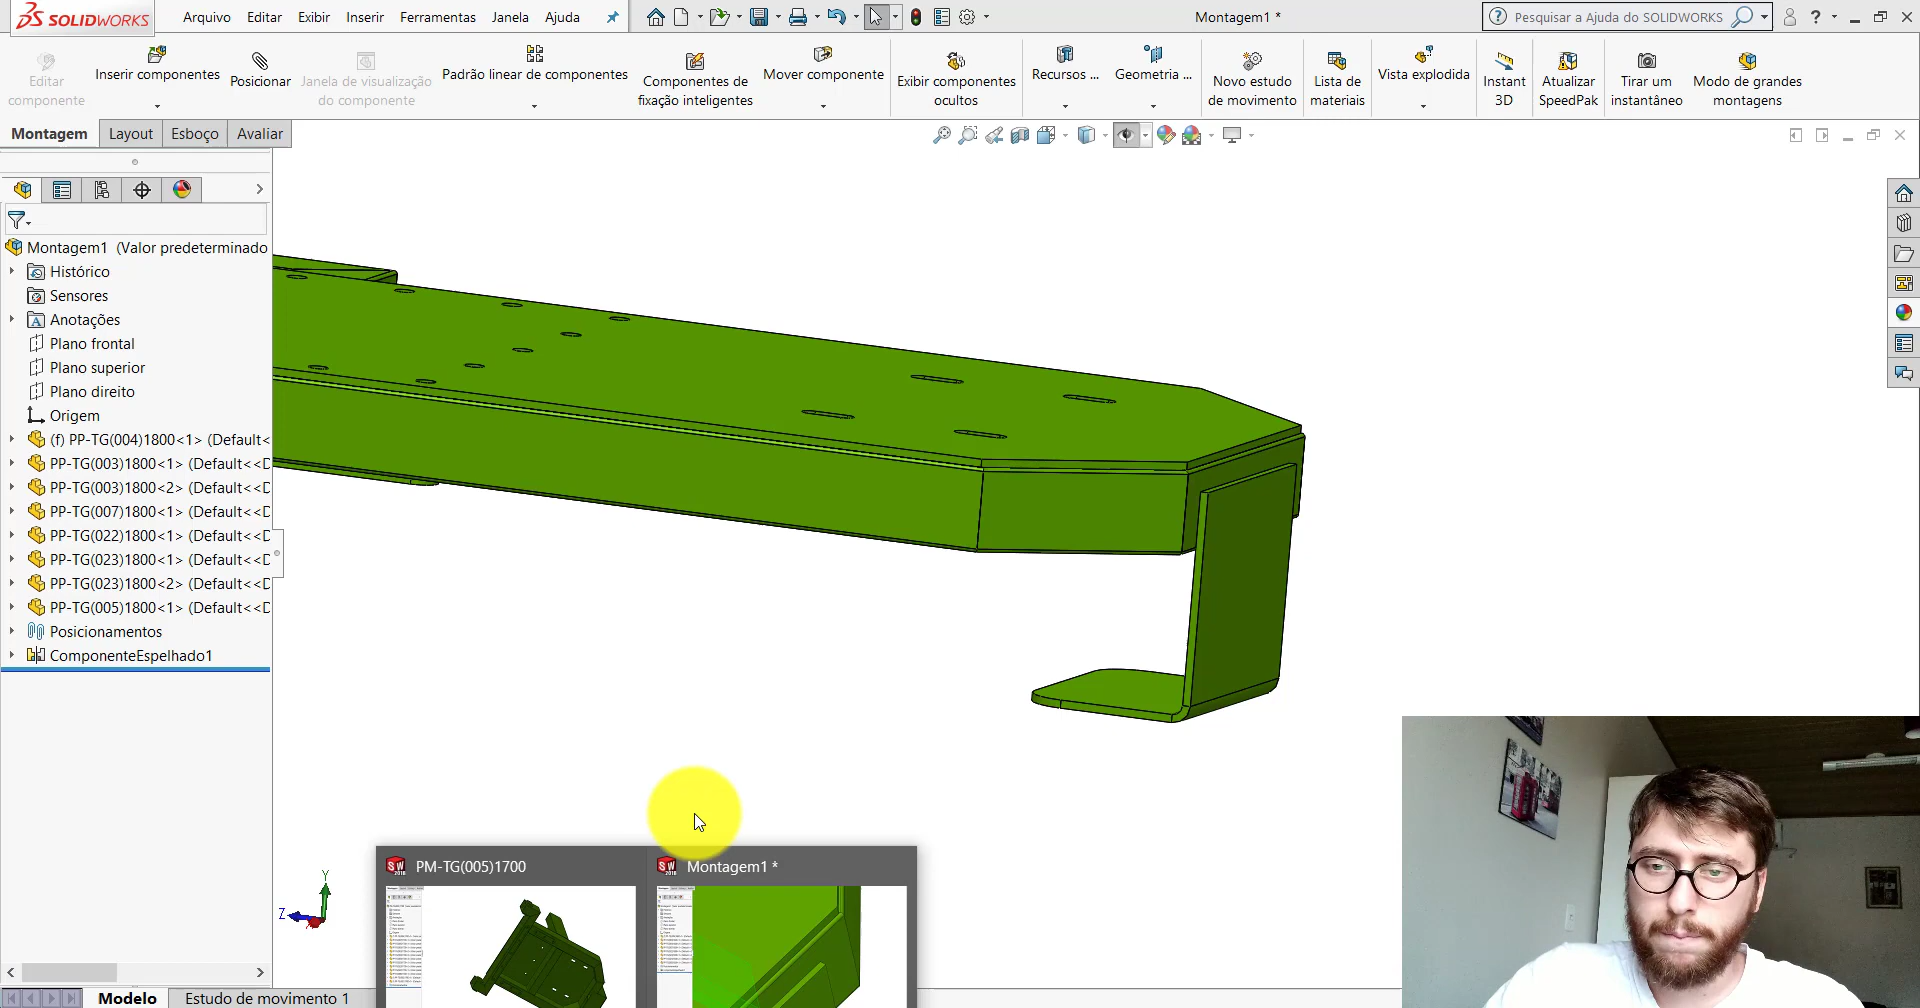 SOLIDWORKS
Arquivo
Editar
Exibir
Inserir
Ferramentas
Janela
Ajuda
Montagem1 *
Pesquisar a Ajuda do SOLIDWORKS
Editar
componente
Inserir componentes
Posicionar
Janela de visualização
do componente
Padrão linear de componentes
Componentes de
fixação inteligentes
Mover componente
Exibir componentes
ocultos
Recursos ...
Geometria ...
Novo estudo
de movimento
Lista de
materiais
Vista explodida
Instant
3D
Atualizar
SpeedPak
Tirar um
instantâneo
Modo de grandes
montagens
Montagem
Layout
Esboço
Avaliar
Montagem1 (Valor predeterminado
Histórico
Sensores
Anotações
Plano frontal
Plano superior
Plano direito
Origem
(f) PP-TG(004)1800<1> (Default<
PP-TG(003)1800<1> (Default<<D
PP-TG(003)1800<2> (Default<<D
PP-TG(007)1800<1> (Default<<D
PP-TG(022)1800<1> (Default<<D
PP-TG(023)1800<1> (Default<<D
PP-TG(023)1800<2> (Default<<D
PP-TG(005)1800<1> (Default<<D
Posicionamentos
ComponenteEspelhado1
Y
Z
PM-TG(005)1700
Montagem1 *
Modelo
Estudo de movimento 1